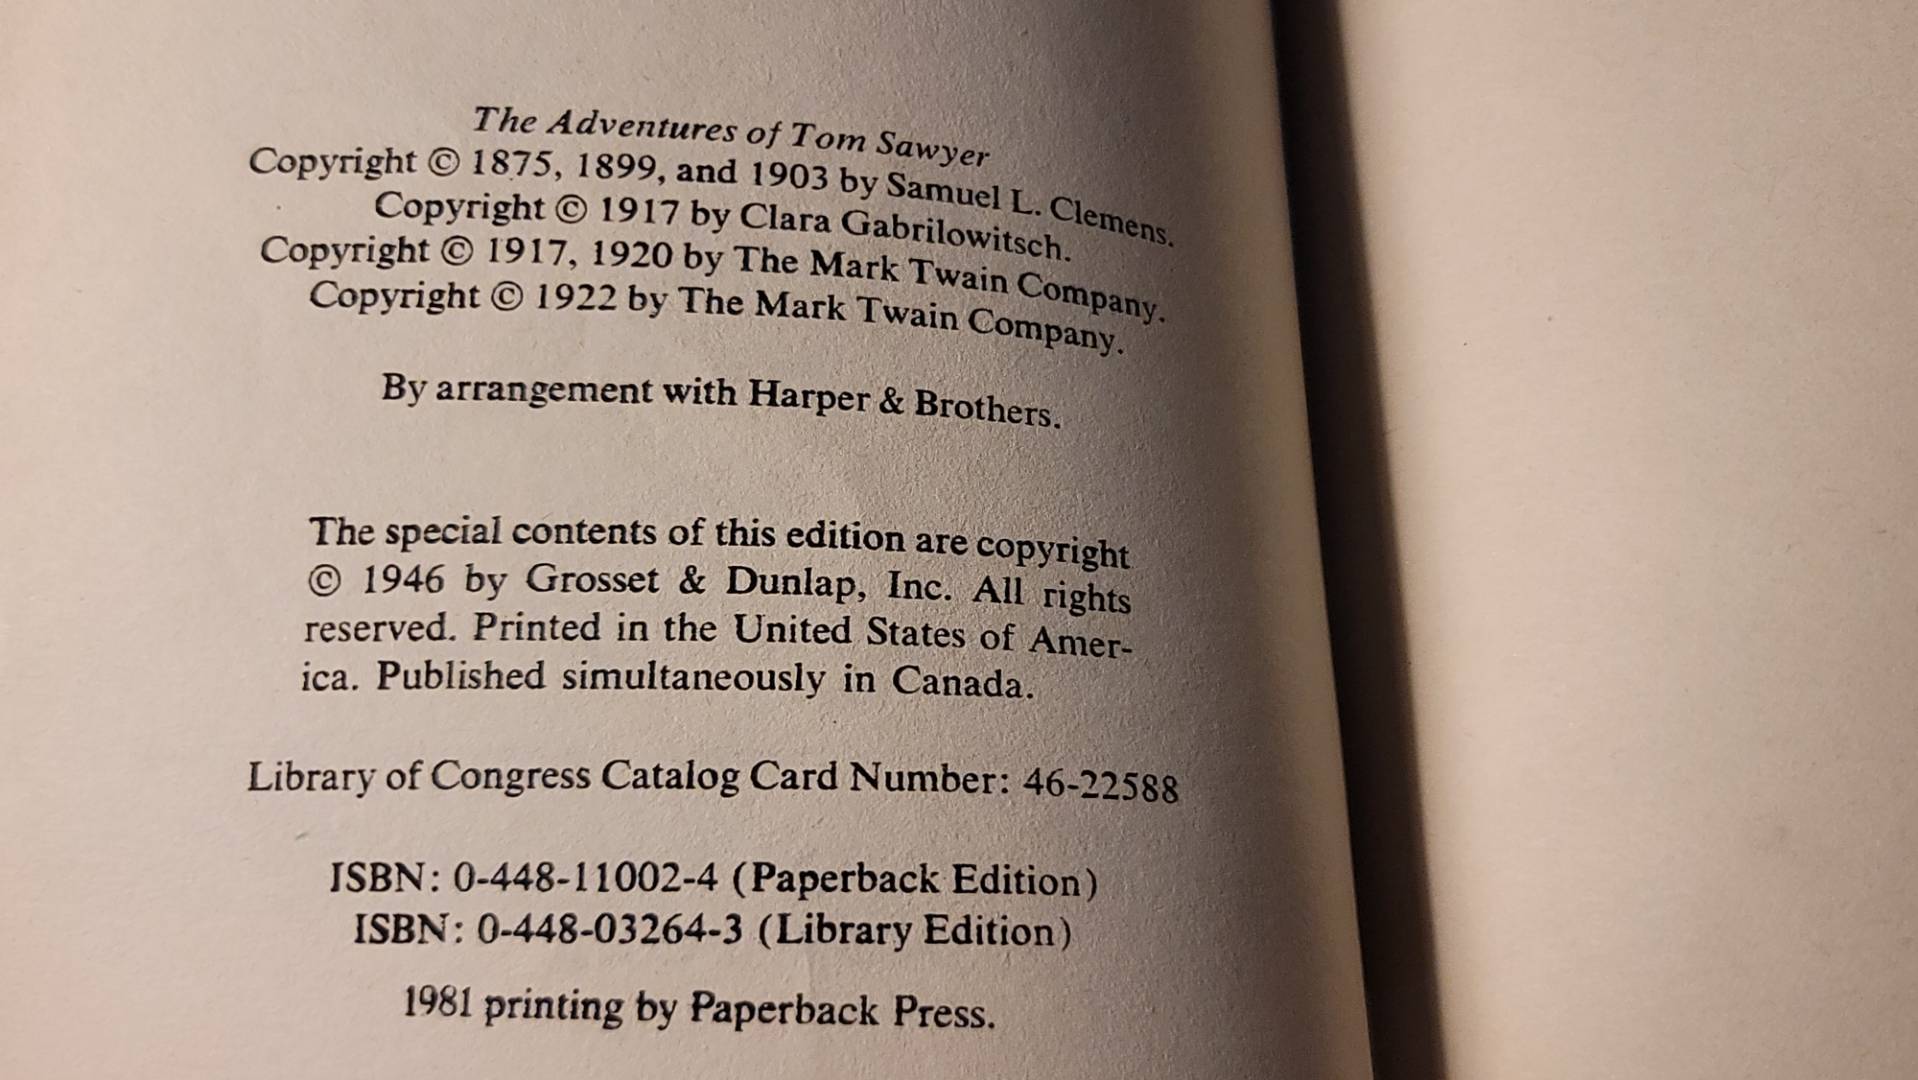 The Adventures of Tom Sawyer
Copyright © 1875, 1899, and 1903 by Samuel L. Clemens.
Copyright © 1917 by Clara Gabrilowitsch.
Copyright © 1917, 1920 by The Mark Twain Company.
Copyright © 1922 by The Mark Twain Company.
By arrangement with Harper & Brothers.
The special contents of this edition are copyright
© 1946 by Grosset & Dunlap, Inc. All rights
reserved. Printed in the United States of Amer-
ica. Published simultaneously in Canada.
Library of Congress Catalog Card Number: 46-22588
ISBN: 0-448-11002-4 (Paperback Edition)
ISBN: 0-448-03264-3 (Library Edition)
1981 printing by Paperback Press.